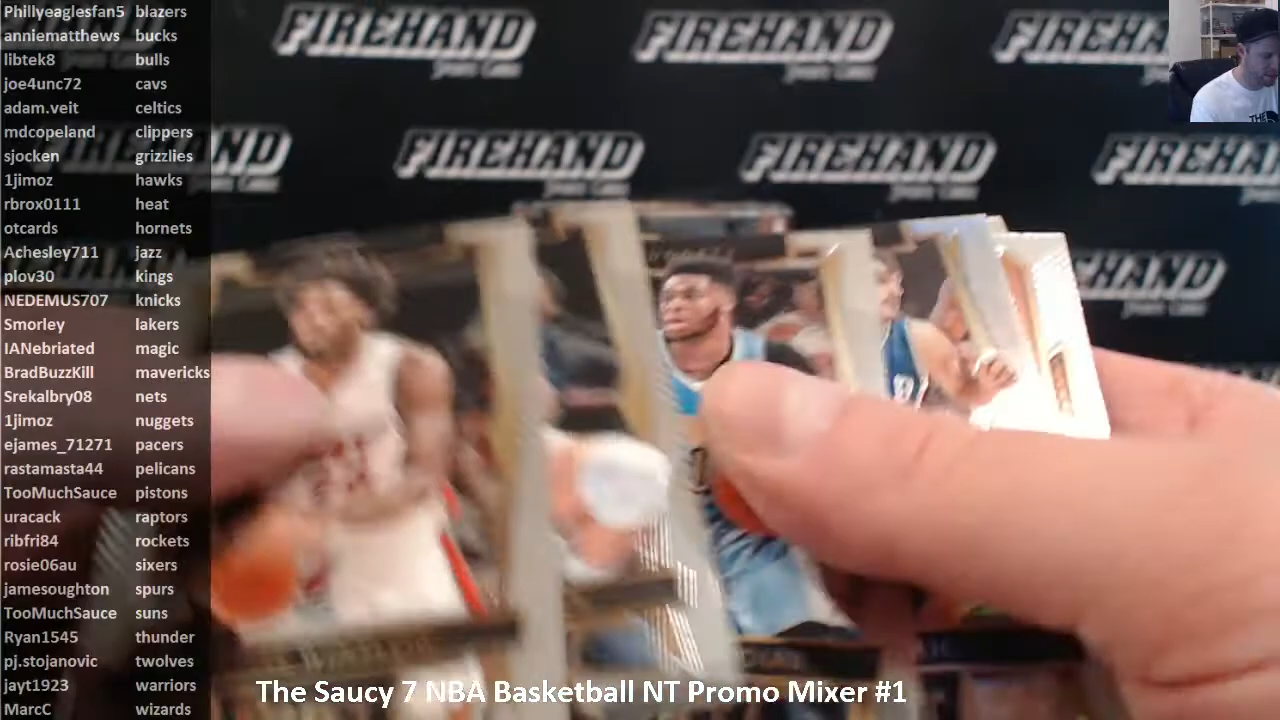 Phillyeaglesfan5 blazers
anniematthews bucks
libtek8 bulls
joe4unc72 cavs
adam.veit celtics
mdcopeland clippers
sjocken grizzlies
1jimoz hawks
rbrox0111 heat
otcards hornets
Achesley711 jazz
plov30 kings
NEDEMUS707 knicks
Smorley lakers
IANebriated magic
BradBuzzKill mavericks
Srekalbry08 nets
1jimoz nuggets
ejames_71271 pacers
rastamasta44 pelicans
TooMuchSauce pistons
uracack raptors
ribfri84 rockets
rosie06au sixers
jamesoughton spurs
TooMuchSauce suns
Ryan1545 thunder
pj.stojanovic twolves
jayt1923 warriors
MarcC wizards
FIREHAND FIREHAND FIREHAND
FIREHAND FIREHAND FIREHAND
The Saucy 7 NBA Basketball NT Promo Mixer #1